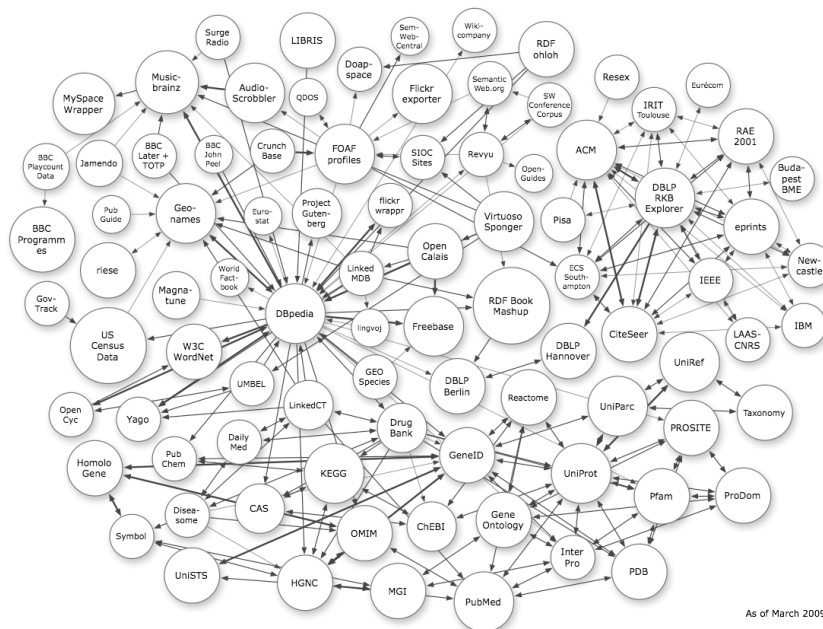 Surge
Radio
LIBRIS
Sem-
Web-
Central
Wiki-
company
RDF
ohloh
Music-
brainz
Doap-
space
MySpace
Wrapper
Audio-
Scrobbler
QDOS
Flickr
exporter
Semantic
Web.org
SW
Conference
Corpus
Resex
IRIT
Toulouse
Eurécom
RAE
2001
BBC
Playcount
Data
Jamendo
BBC
Later +
TOTP
BBC
John
Peel
Crunch
Base
FOAF
profiles
SIOC
Sites
Revyu
Open-
Guides
ACM
DBLP
RKB
Explorer
Buda-
pest
BME
Pub
Guide
Geo-
names
Euro-
stat
Project
Guten-
berg
flickr
wrappr
Virtuoso
Sponger
Pisa
eprints
BBC
Programm
es
riese
World
Fact-
book
Linked
MDB
Open
Calais
ECS
South-
ampton
IEEE
New-
castle
Gov-
Track
Magna-
tune
US
Census
Data
W3C
WordNet
DBpedia
lingvoj
Freebase
RDF Book
Mashup
DBLP
Hannover
CiteSeer
LAAS-
CNRS
IBM
UMBEL
GEO
Species
DBLP
Berlin
Reactome
UniParc
UniRef
Taxonomy
Open
Cyc
Yago
LinkedCT
Drug
Bank
PROSITE
Homolo
Gene
Pub
Chem
Daily
Med
KEGG
GeneID
UniProt
Pfam
ProDom
Symbol
Disea-
some
CAS
OMIM
ChEBI
Gene
Ontology
Inter
Pro
PDB
UniSTS
HGNC
MGI
PubMed
As of March 2009